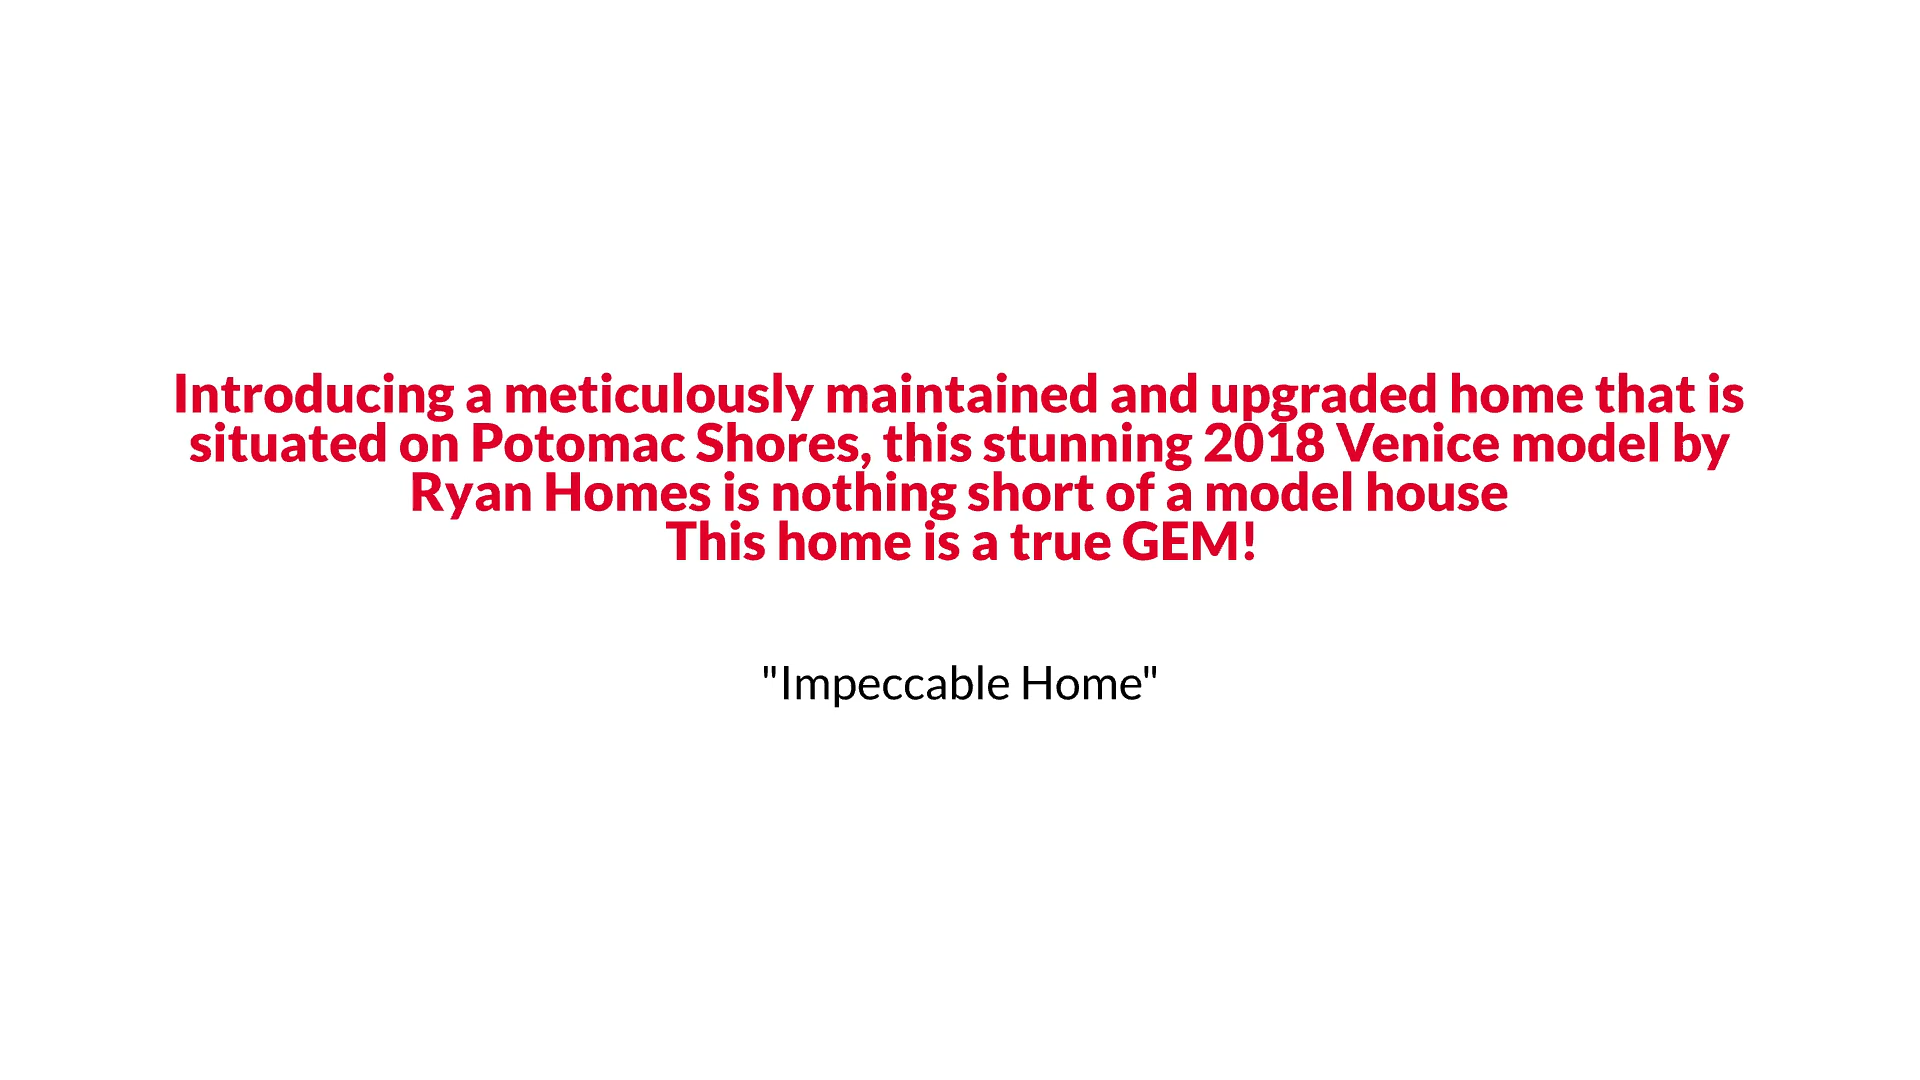 Introducing a meticulously maintained and upgraded home that is
situated on Potomac Shores, this stunning 2018 Venice model by
Ryan Homes is nothing short of a model house
This home is a true GEM!
"Impeccable Home"